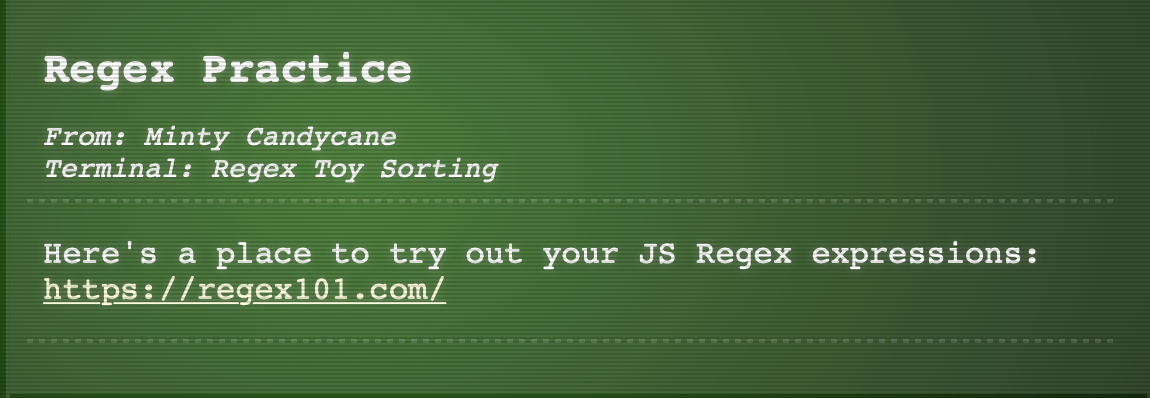 Regex Practice
From: Minty Candycane
Terminal: Regex Toy Sorting
Here's a place to try out your JS Regex expressions:
https://regex101.com/